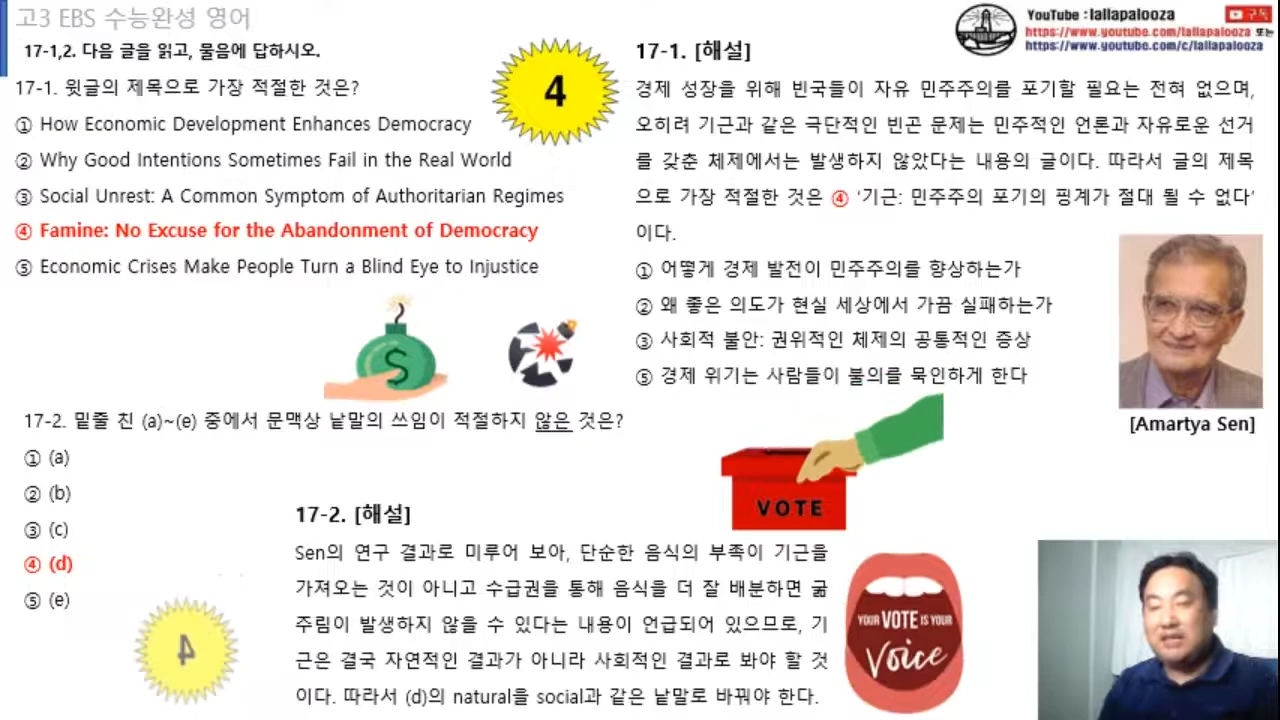 고3 EBS 수능완성 영어
17-1,2. 다음 글을 읽고, 물음에 답하시오.
17-1. 윗글의 제목으로 가장 적절한 것은?
① How Economic Development Enhances Democracy
② Why Good Intentions Sometimes Fail in the Real World
③ Social Unrest: A Common Symptom of Authoritarian Regimes
④ Famine: No Excuse for the Abandonment of Democracy
⑤ Economic Crises Make People Turn a Blind Eye to Injustice
4
$
17-2. 밑줄 친 (a)~(e) 중에서 문맥상 낱말의 쓰임이 적절하지 않은 것은?
① (a)
② (b)
③ (c)
④ (d)
⑤ (e)
4
YouTube : lallapalooza
구독
https://www.youtube.com/lallapalooza 또는
https://www.youtube.com/c/lallapalooza
17-1. [해설]
경제 성장을 위해 빈국들이 자유 민주주의를 포기할 필요는 전혀 없으며,
오히려 기근과 같은 극단적인 빈곤 문제는 민주적인 언론과 자유로운 선거
를 갖춘 체제에서는 발생하지 않았다는 내용의 글이다. 따라서 글의 제목
으로 가장 적절한 것은 ④ ‘기근: 민주주의 포기의 핑계가 절대 될 수 없다’
이다.
① 어떻게 경제 발전이 민주주의를 향상하는가
② 왜 좋은 의도가 현실 세상에서 가끔 실패하는가
③ 사회적 불안: 권위적인 체제의 공통적인 증상
⑤ 경제 위기는 사람들이 불의를 묵인하게 한다
[Amartya Sen]
VOTE
17-2. [해설]
Sen의 연구 결과로 미루어 보아, 단순한 음식의 부족이 기근을
가져오는 것이 아니고 수급권을 통해 음식을 더 잘 배분하면 굶
주림이 발생하지 않을 수 있다는 내용이 언급되어 있으므로, 기
근은 결국 자연적인 결과가 아니라 사회적인 결과로 봐야 할 것
이다. 따라서 (d)의 natural을 social과 같은 낱말로 바꿔야 한다.
YOUR VOTE IS YOUR
Voice